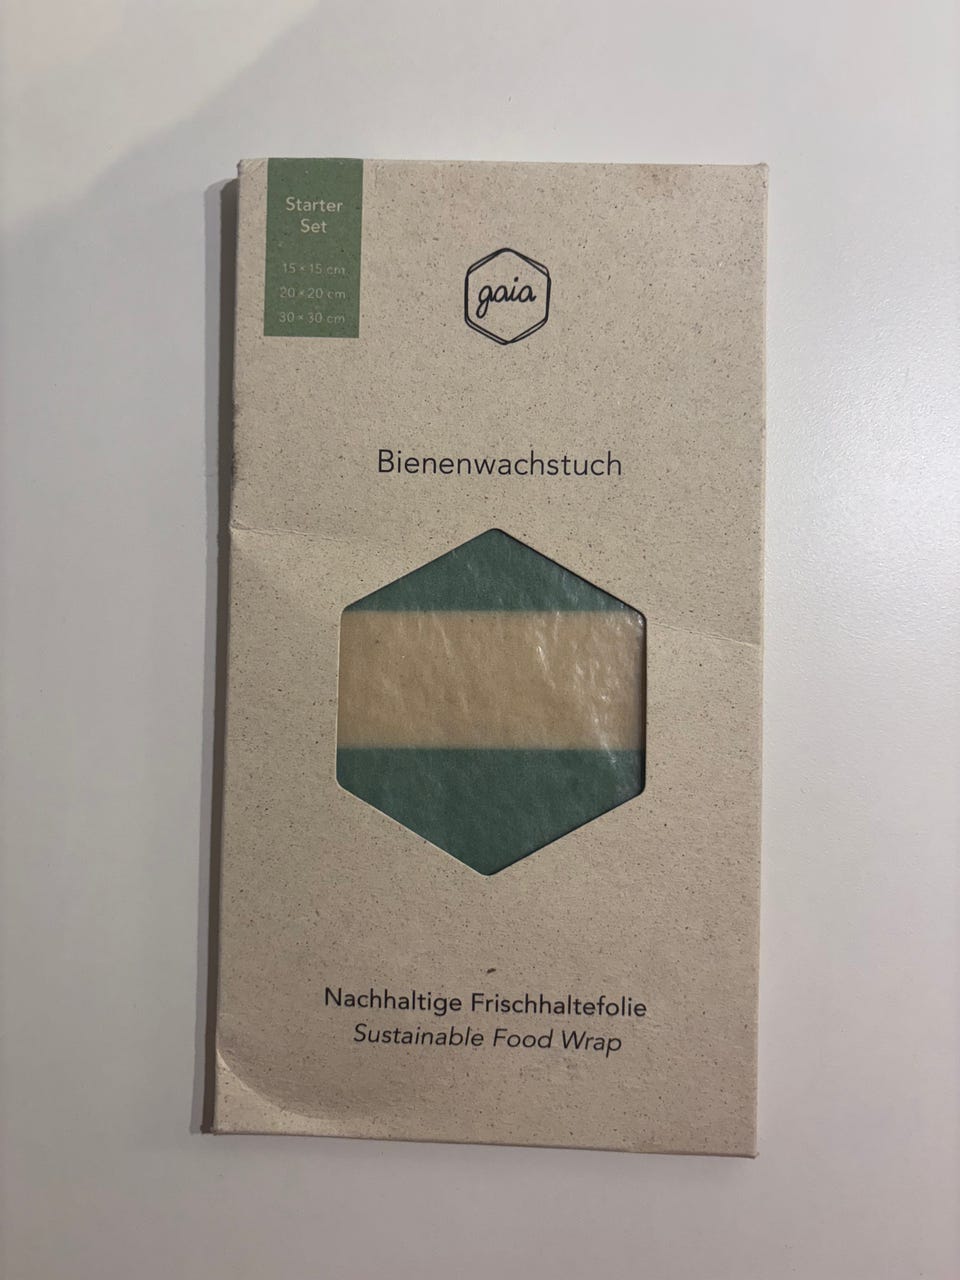 Starter
Set
15 × 15 cm
20 × 20 cm
30 × 30 cm
gaia
Bienenwachstuch
Nachhaltige Frischhaltefolie
Sustainable Food Wrap